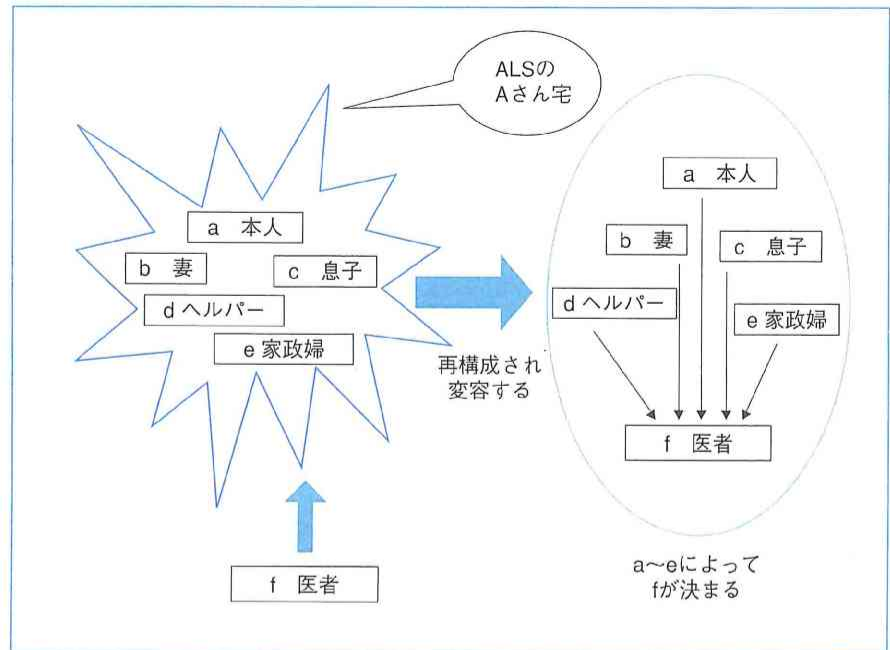 ALSの
Aさん宅
a 本人
b 妻
c 息子
d ヘルパー
e 家政婦
f 医者
再構成され
変容する
a 本人
b 妻
c 息子
d ヘルパー
e 家政婦
f 医者
a〜eによって
fが決まる